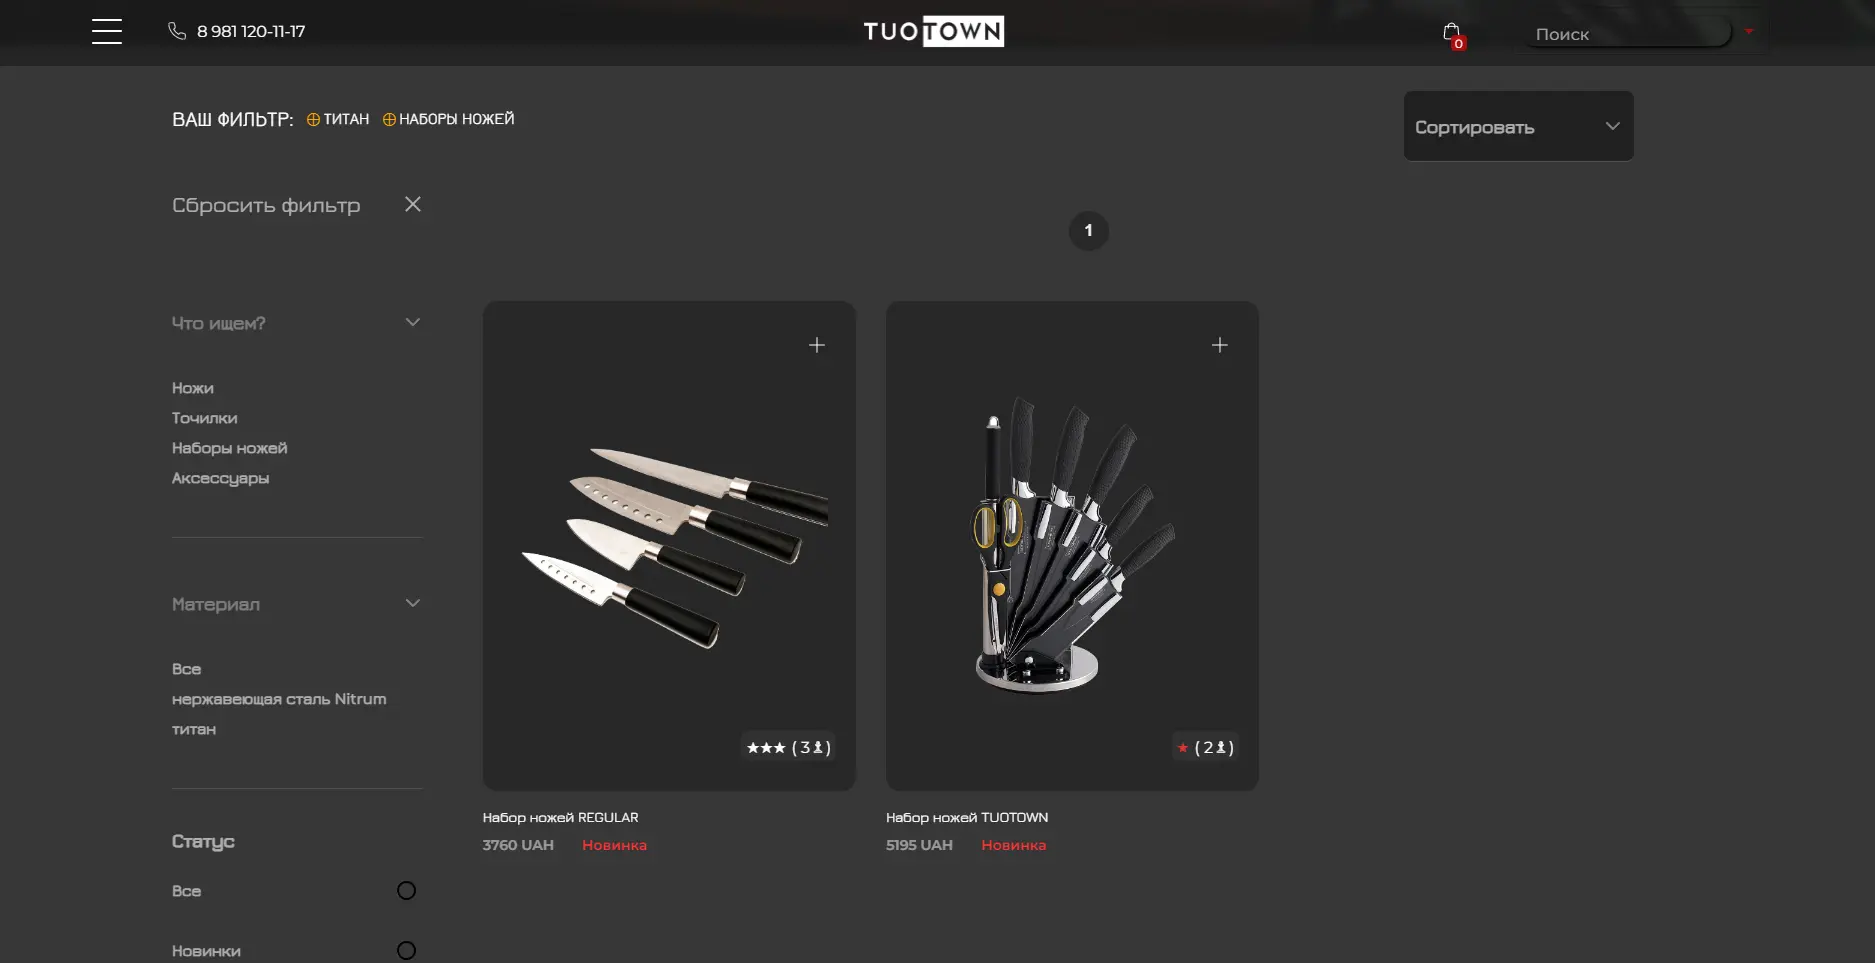 8 981 120-11-17
TUOTOWN
0
Поиск
ВАШ ФИЛЬТР: ТИТАН НАБОРЫ НОЖЕЙ
Сортировать
Сбросить фильтр
1
Что ищем?
Ножи
Точилки
Наборы ножей
Аксессуары
Материал
Все
нержавеющая сталь Nitrum
титан
Статус
Все
Новинки
★★★ (3)
Набор ножей REGULAR
3760 UAH Новинка
★ (2)
Набор ножей TUOTOWN
5195 UAH Новинка